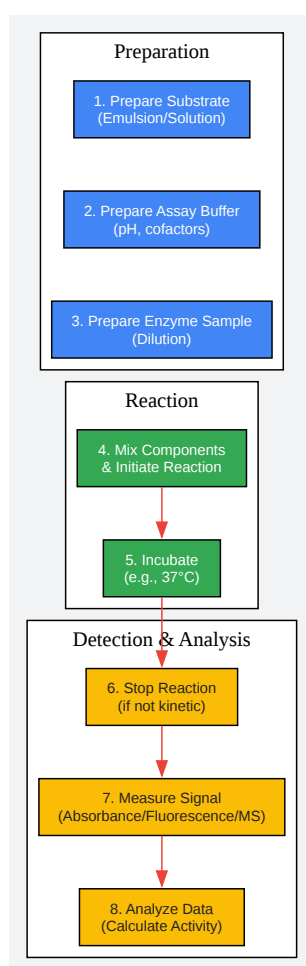 Preparation
1. Prepare Substrate
(Emulsion/Solution)
2. Prepare Assay Buffer
(pH, cofactors)
3. Prepare Enzyme Sample
(Dilution)
Reaction
4. Mix Components
& Initiate Reaction
5. Incubate
(e.g., 37°C)
Detection & Analysis
6. Stop Reaction
(if not kinetic)
7. Measure Signal
(Absorbance/Fluorescence/MS)
8. Analyze Data
(Calculate Activity)